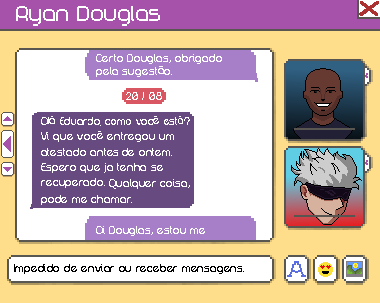 Ryan Douglas
Certo Douglas, obrigado
pela sugestão.
20/08
Olá Eduardo como você está?
Vi que você entregou um
atestado antes de ontem.
Espero que ja tenha se
recuperado. Qualquer coisa,
pode me chamar.
Oi Douglas, estou me
Impedido de enviar ou receber mensagens.
A